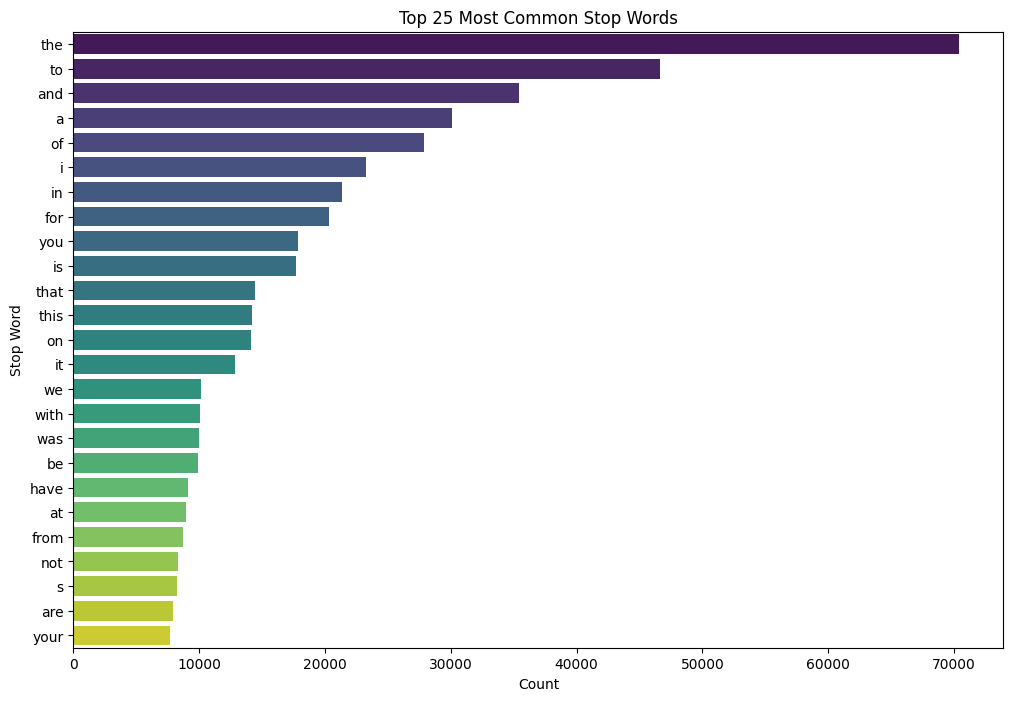 Top 25 Most Common Stop Words
the
to
and
a
of
i
in
for
you
is
that
this
on
it
we
with
was
be
have
at
from
not
s
are
your
Stop Word
0 10000 20000 30000 40000 50000 60000 70000
Count